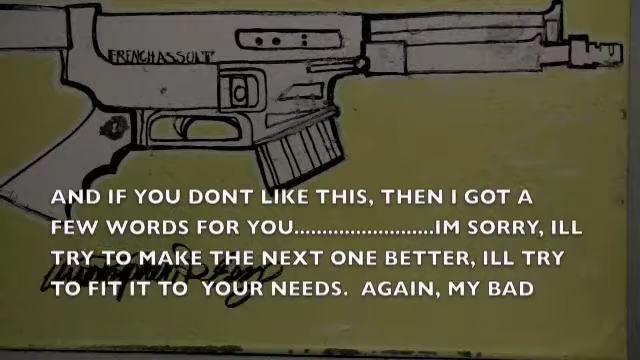 FRENCHASSULT
AND IF YOU DONT LIKE THIS, THEN I GOT A
FEW WORDS FOR YOU.........................IM SORRY, ILL
TRY TO MAKE THE NEXT ONE BETTER, ILL TRY
TO FIT IT TO  YOUR NEEDS.  AGAIN, MY BAD